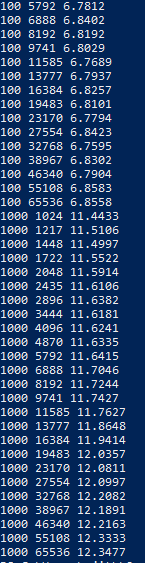 100 5792 6.7812
100 6888 6.8402
100 8192 6.8192
100 9741 6.8029
100 11585 6.7689
100 13777 6.7937
100 16384 6.8257
100 19483 6.8101
100 23170 6.7794
100 27554 6.8423
100 32768 6.7595
100 38967 6.8302
100 46340 6.7904
100 55108 6.8583
100 65536 6.8558
1000 1024 11.4433
1000 1217 11.5106
1000 1448 11.4997
1000 1722 11.5522
1000 2048 11.5914
1000 2435 11.6106
1000 2896 11.6382
1000 3444 11.6181
1000 4096 11.6241
1000 4870 11.6335
1000 5792 11.6415
1000 6888 11.7046
1000 8192 11.7244
1000 9741 11.7427
1000 11585 11.7627
1000 13777 11.8648
1000 16384 11.9414
1000 19483 12.0357
1000 23170 12.0811
1000 27554 12.0997
1000 32768 12.2082
1000 38967 12.1891
1000 46340 12.2163
1000 55108 12.3333
1000 65536 12.3477